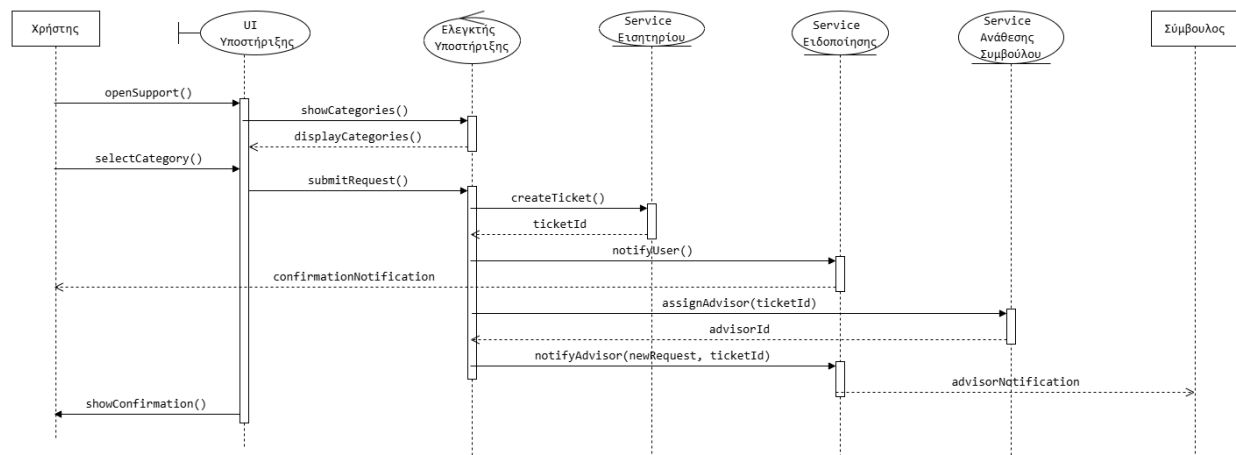 Χρήστης
UI
Υποστήριξης
Ελεγκτής
Υποστήριξης
Service
Εισητηρίου
Service
Ειδοποίησης
Service
Ανάθεσης
Συμβούλου
Σύμβουλος
openSupport()
showCategories()
displayCategories()
selectCategory()
submitRequest()
createTicket()
ticketId
notifyUser()
confirmationNotification
assignAdvisor(ticketId)
advisorId
notifyAdvisor(newRequest, ticketId)
advisorNotification
showConfirmation()